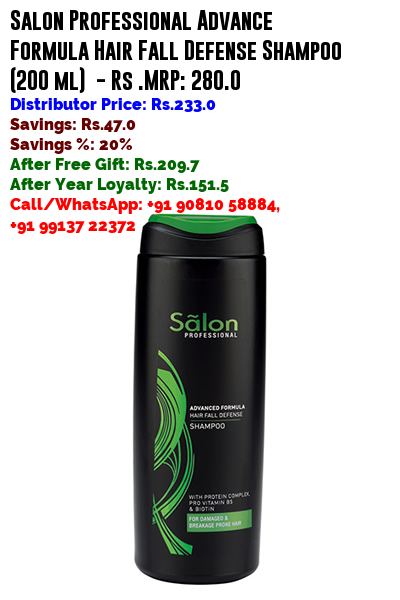 Salon Professional Advance
Formula Hair Fall Defense Shampoo
(200 ml) - Rs .MRP: 280.0
Distributor Price: Rs.233.0
Savings: Rs.47.0
Savings %: 20%
After Free Gift: Rs.209.7
After Year Loyalty: Rs.151.5
Call/WhatsApp: +91 90810 58884,
+91 99137 22372
Sãlon
PROFESSIONAL
ADVANCED FORMULA
HAIR FALL DEFENSE
SHAMPOO
WITH PROTEIN COMPLEX,
PRO VITAMIN B5
& BIOTIN
FOR DAMAGED &
BREAKAGE PRONE HAIR